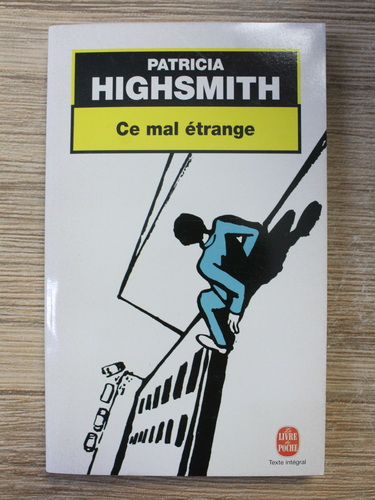 PATRICIA
HIGHSMITH
Ce mal étrange
Le
LIVRE
de
POCHE
Texte intégral